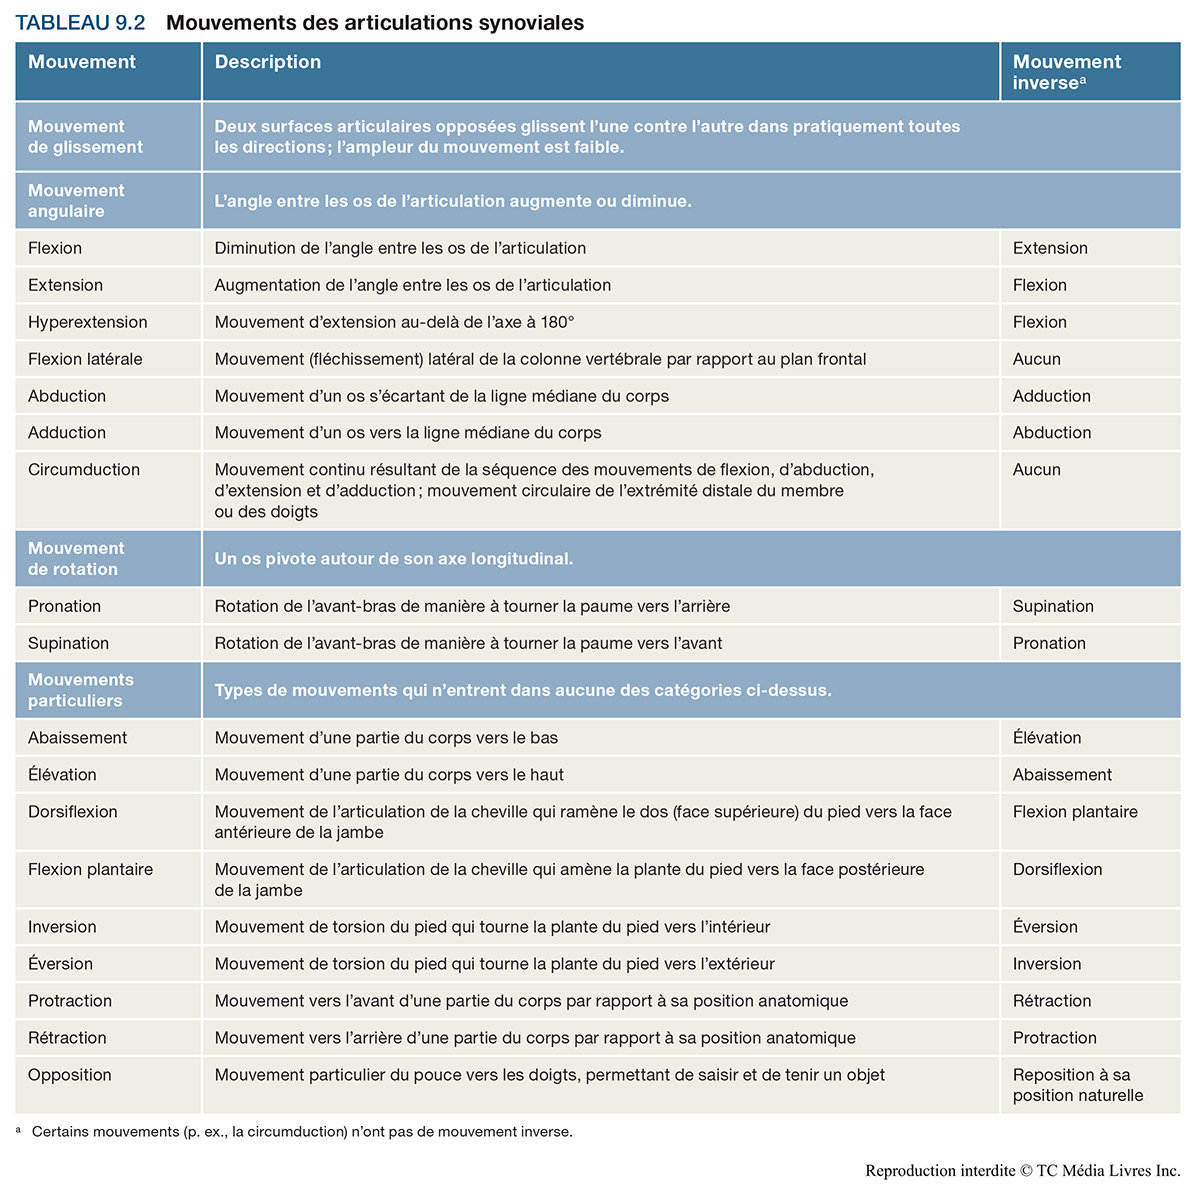 TABLEAU 9.2 Mouvements des articulations synoviales
Mouvement Description Mouvement
inverseᵃ
Mouvement
de glissement
Deux surfaces articulaires opposées glissent l’une contre l’autre dans pratiquement toutes
les directions ; l’ampleur du mouvement est faible.
Mouvement
angulaire
L’angle entre les os de l’articulation augmente ou diminue.
Flexion Diminution de l’angle entre les os de l’articulation Extension
Extension Augmentation de l’angle entre les os de l’articulation Flexion
Hyperextension Mouvement d’extension au-delà de l’axe à 180° Flexion
Flexion latérale Mouvement (fléchissement) latéral de la colonne vertébrale par rapport au plan frontal Aucun
Abduction Mouvement d’un os s’écartant de la ligne médiane du corps Adduction
Adduction Mouvement d’un os vers la ligne médiane du corps Abduction
Circumduction Mouvement continu résultant de la séquence des mouvements de flexion, d’abduction, Aucun
d’extension et d’adduction ; mouvement circulaire de l’extrémité distale du membre
ou des doigts
Mouvement
de rotation
Un os pivote autour de son axe longitudinal.
Pronation Rotation de l’avant-bras de manière à tourner la paume vers l’arrière Supination
Supination Rotation de l’avant-bras de manière à tourner la paume vers l’avant Pronation
Mouvements
particuliers
Types de mouvements qui n’entrent dans aucune des catégories ci-dessus.
Abaissement Mouvement d’une partie du corps vers le bas Élévation
Élévation Mouvement d’une partie du corps vers le haut Abaissement
Dorsiflexion Mouvement de l’articulation de la cheville qui ramène le dos (face supérieure) du pied vers la face Flexion plantaire
antérieure de la jambe
Flexion plantaire Mouvement de l’articulation de la cheville qui amène la plante du pied vers la face postérieure Dorsiflexion
de la jambe
Inversion Mouvement de torsion du pied qui tourne la plante du pied vers l’intérieur Éversion
Éversion Mouvement de torsion du pied qui tourne la plante du pied vers l’extérieur Inversion
Protraction Mouvement vers l’avant d’une partie du corps par rapport à sa position anatomique Rétraction
Rétraction Mouvement vers l’arrière d’une partie du corps par rapport à sa position anatomique Protraction
Opposition Mouvement particulier du pouce vers les doigts, permettant de saisir et de tenir un objet Reposition à sa
position naturelle
ᵃ Certains mouvements (p. ex., la circumduction) n’ont pas de mouvement inverse.
Reproduction interdite © TC Média Livres Inc.